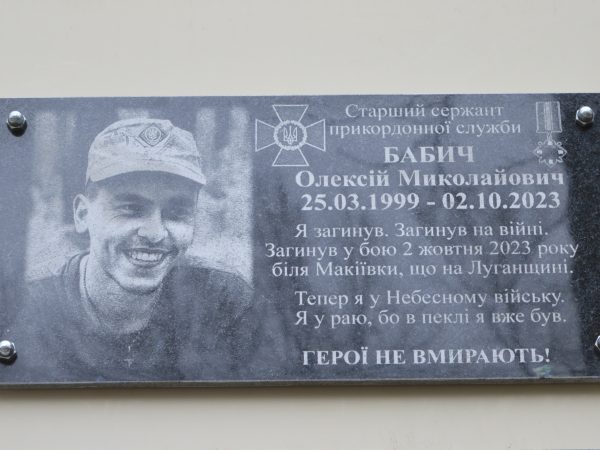 Старший сержант
прикордонної служби
БАБИЧ
Олексій Миколайович
25.03.1999 - 02.10.2023
Я загинув. Загинув на війні.
Загинув у бою 2 жовтня 2023 року
біля Макіївки, що на Луганщині.
Тепер я у Небесному війську.
Я у раю, бо в пеклі я вже був.
ГЕРОЇ НЕ ВМИРАЮТЬ!